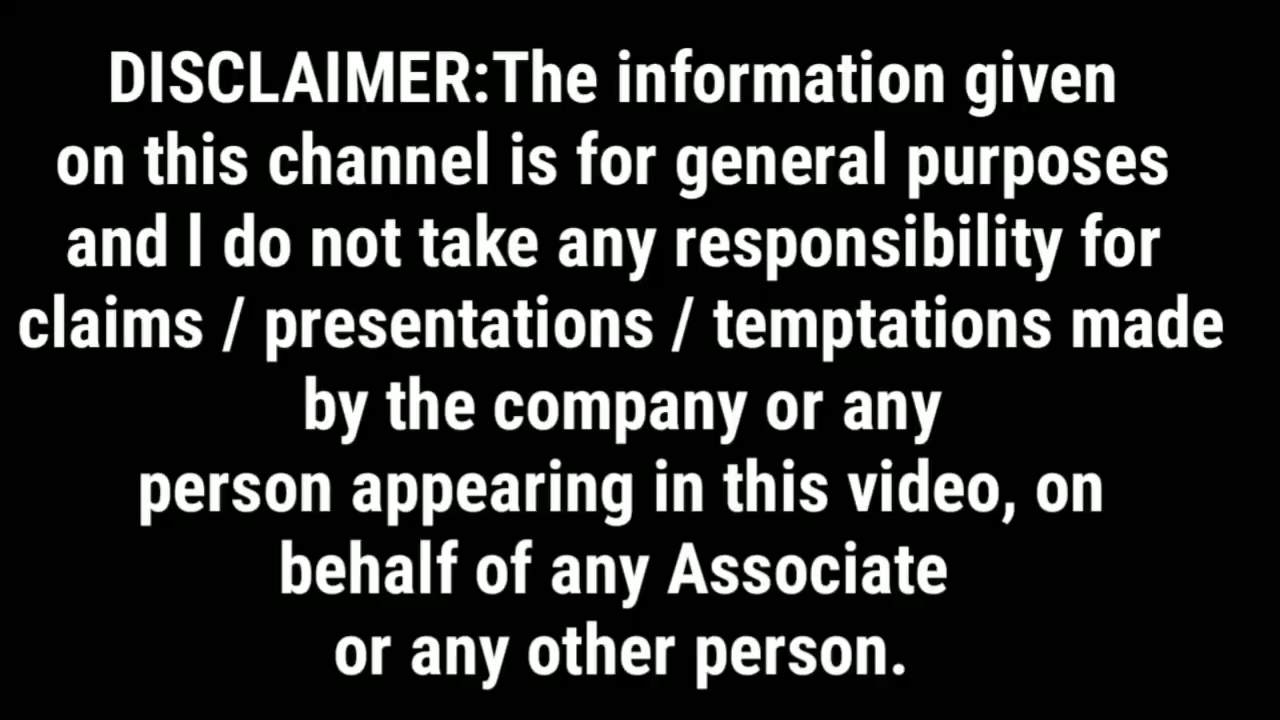 DISCLAIMER:The information given
on this channel is for general purposes
and I do not take any responsibility for
claims / presentations / temptations made
by the company or any
person appearing in this video, on
behalf of any Associate
or any other person.